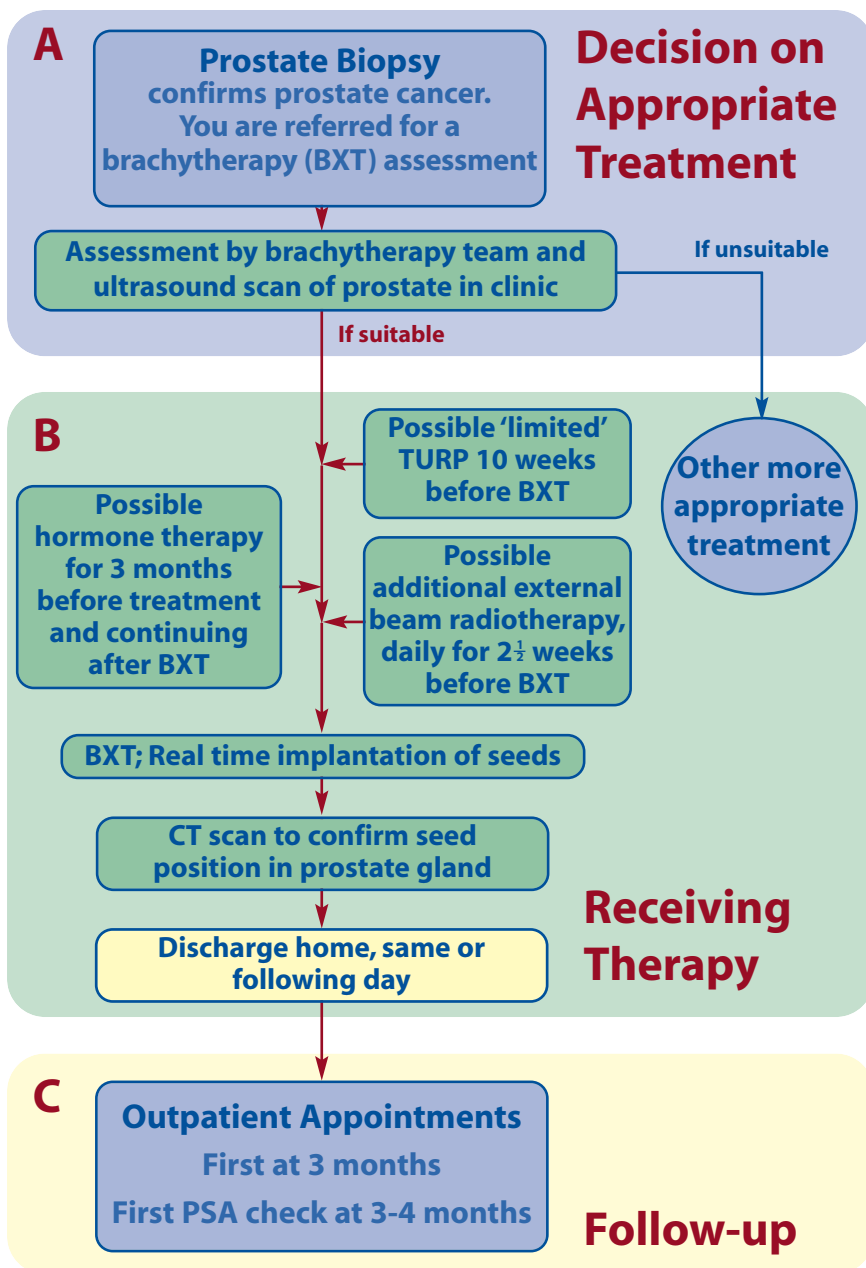 A
Decision on
Appropriate
Treatment
Prostate Biopsy
confirms prostate cancer.
You are referred for a
brachytherapy (BXT) assessment
Assessment by brachytherapy team and
ultrasound scan of prostate in clinic
If unsuitable
If suitable
B
Possible ‘limited’
TURP 10 weeks
before BXT
Other more
appropriate
treatment
Possible
hormone therapy
for 3 months
before treatment
and continuing
after BXT
Possible
additional external
beam radiotherapy,
daily for 2½ weeks
before BXT
BXT; Real time implantation of seeds
CT scan to confirm seed
position in prostate gland
Discharge home, same or
following day
Receiving
Therapy
C
Outpatient Appointments
First at 3 months
First PSA check at 3-4 months
Follow-up